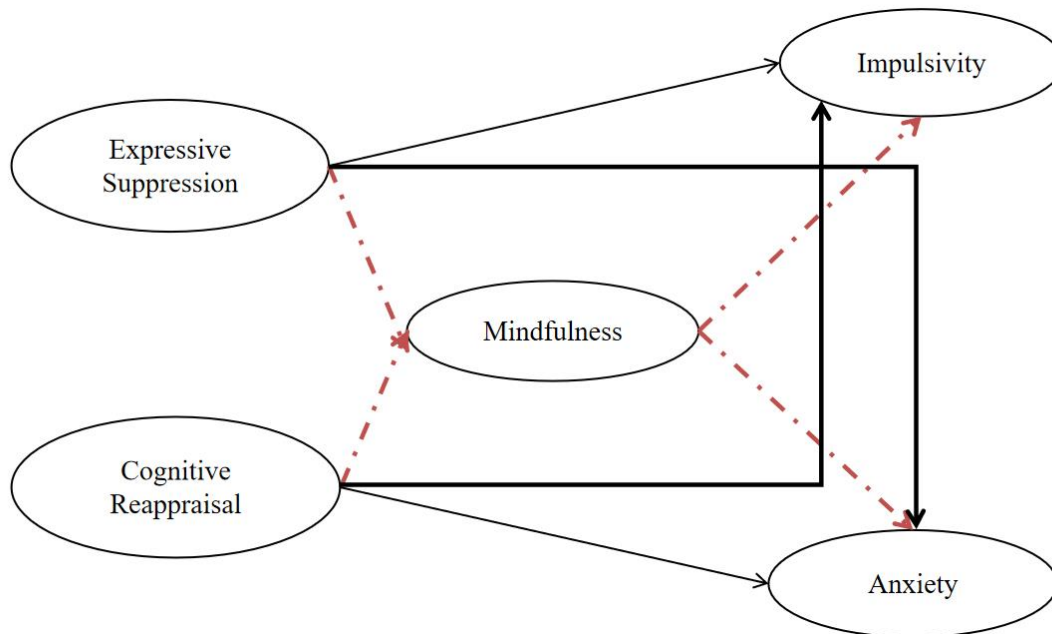 Impulsivity
Expressive
Suppression
Mindfulness
Cognitive
Reappraisal
Anxiety